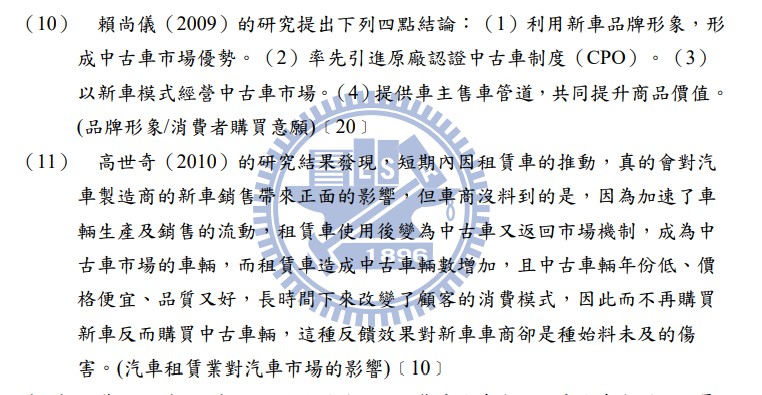 （10） 賴尚儀（2009）的研究提出下列四點結論：（1）利用新車品牌形象，形
成中古車市場優勢。（2）率先引進原廠認證中古車制度（CPO）。（3）
以新車模式經營中古車市場。（4）提供車主售車管道，共同提升商品價值。
(品牌形象/消費者購買意願)﹝20﹞
（11） 高世奇（2010）的研究結果發現，短期內因租賃車的推動，真的會對汽
車製造商的新車銷售帶來正面的影響，但車商沒料到的是，因為加速了車
輛生產及銷售的流動，租賃車使用後變為中古車又返回市場機制，成為中
古車市場的車輛，而租賃車造成中古車輛數增加，且中古車輛年份低、價
格便宜、品質又好，長時間下來改變了顧客的消費模式，因此而不再購買
新車反而購買中古車輛，這種反饋效果對新車車商卻是種始料未及的傷
害。(汽車租賃業對汽車市場的影響)﹝10﹞
1896